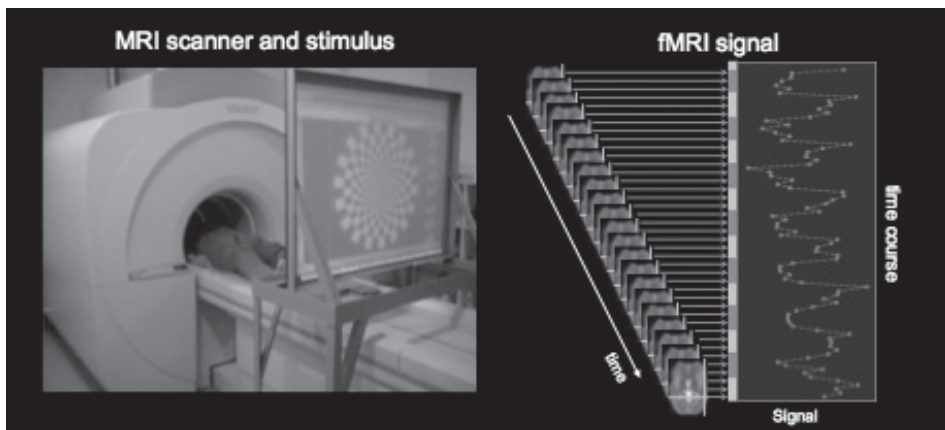 MRI scanner and stimulus
fMRI signal
time
time course
Signal